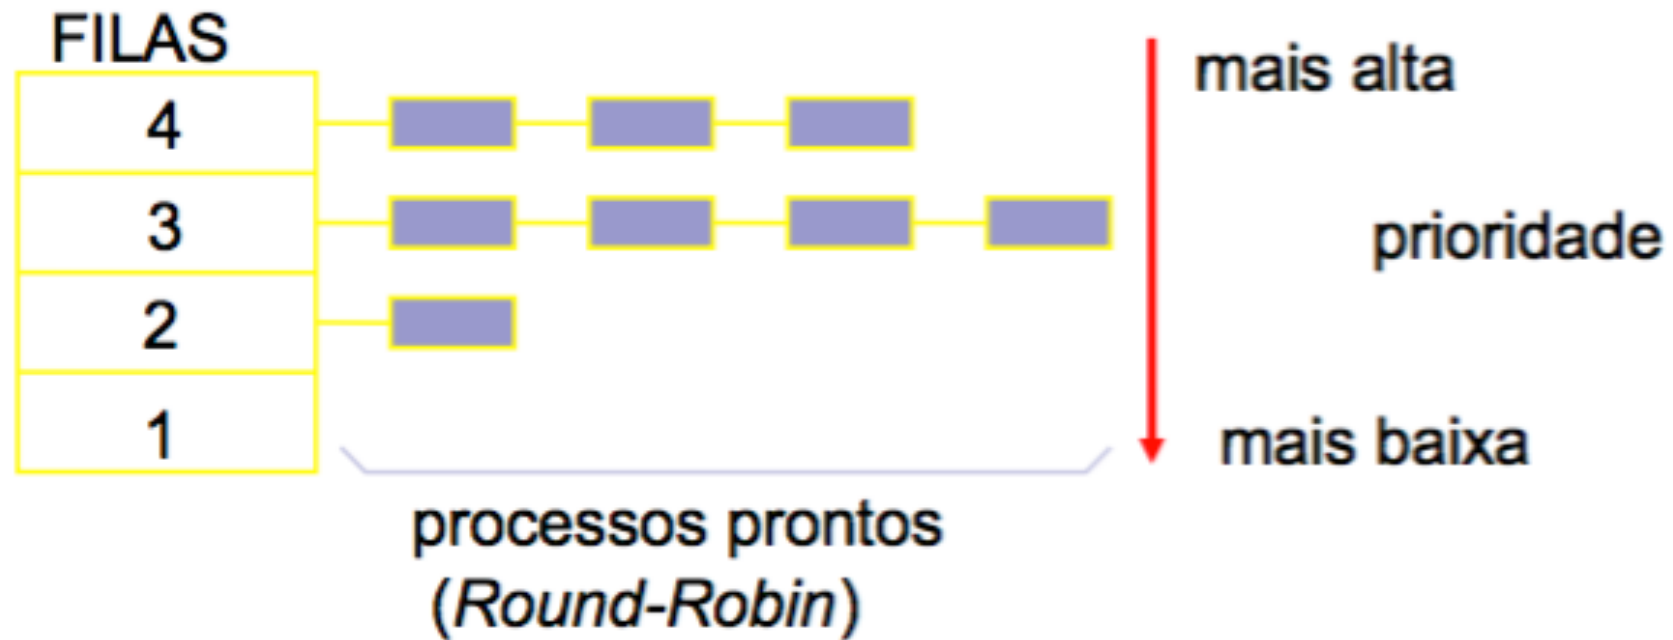 FILAS
4
3
2
1
mais alta
prioridade
mais baixa
processos prontos
(Round-Robin)